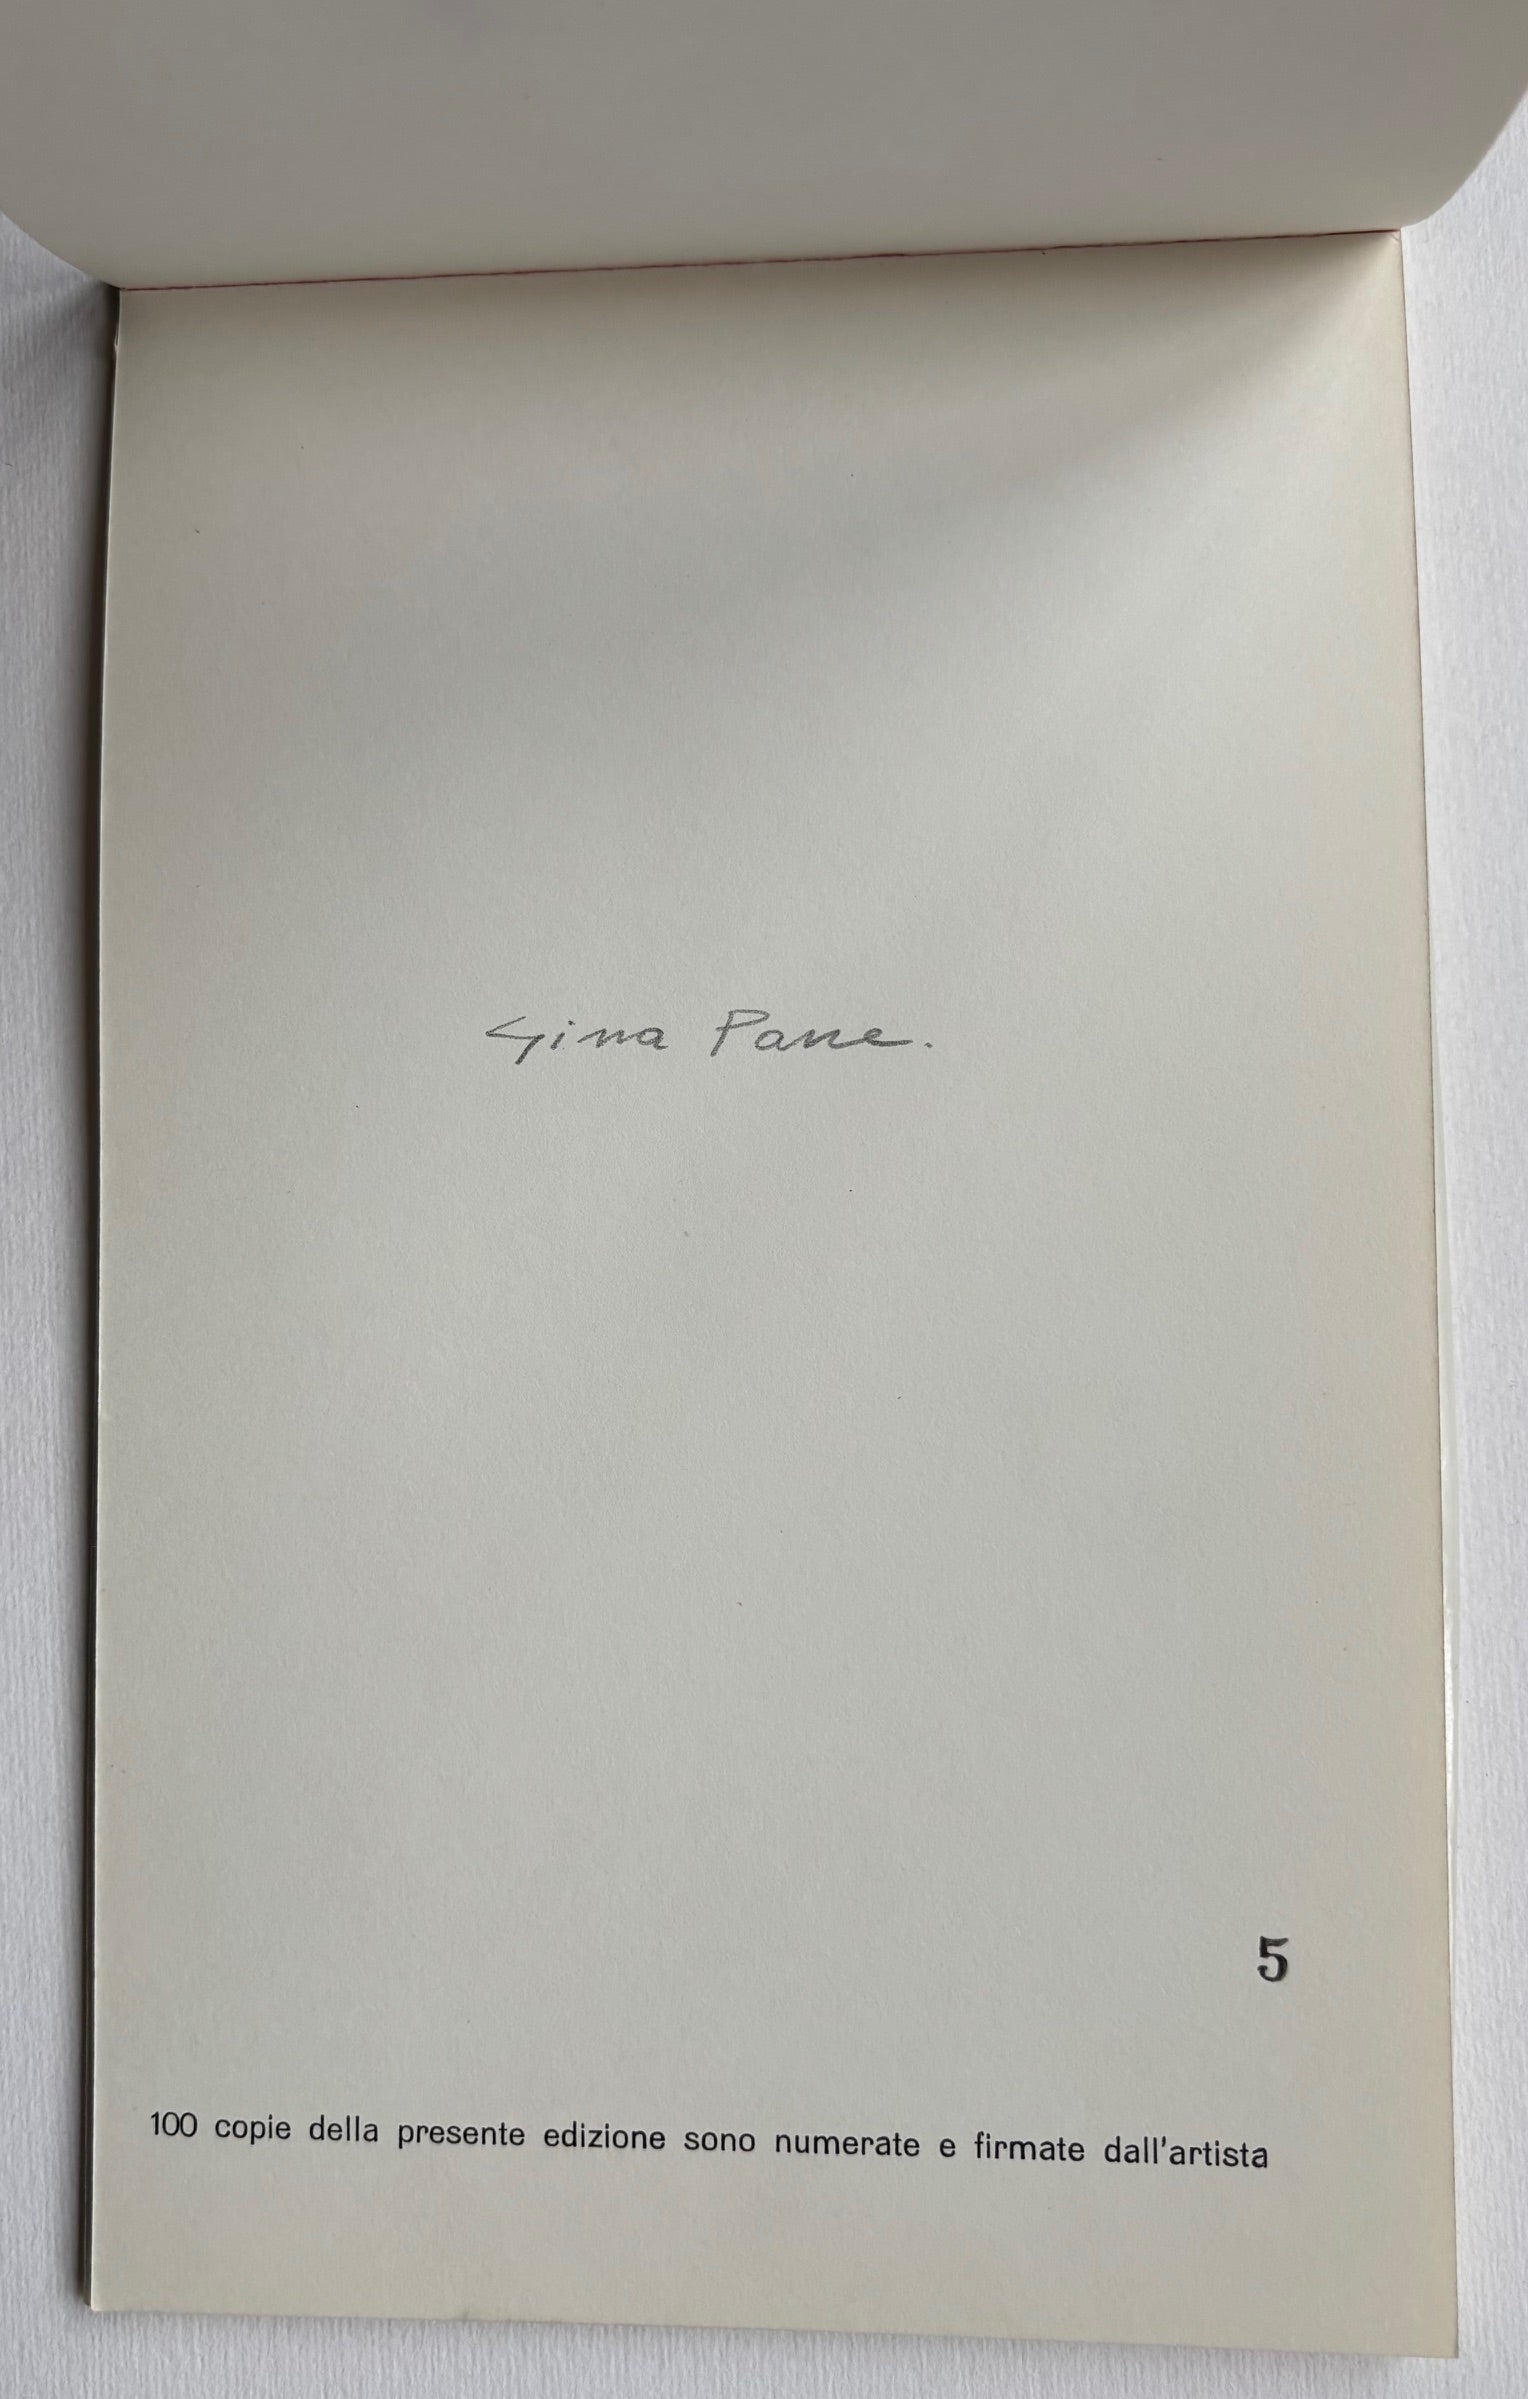 Gina Pane.
5
100 copie della presente edizione sono numerate e firmate dall'artista